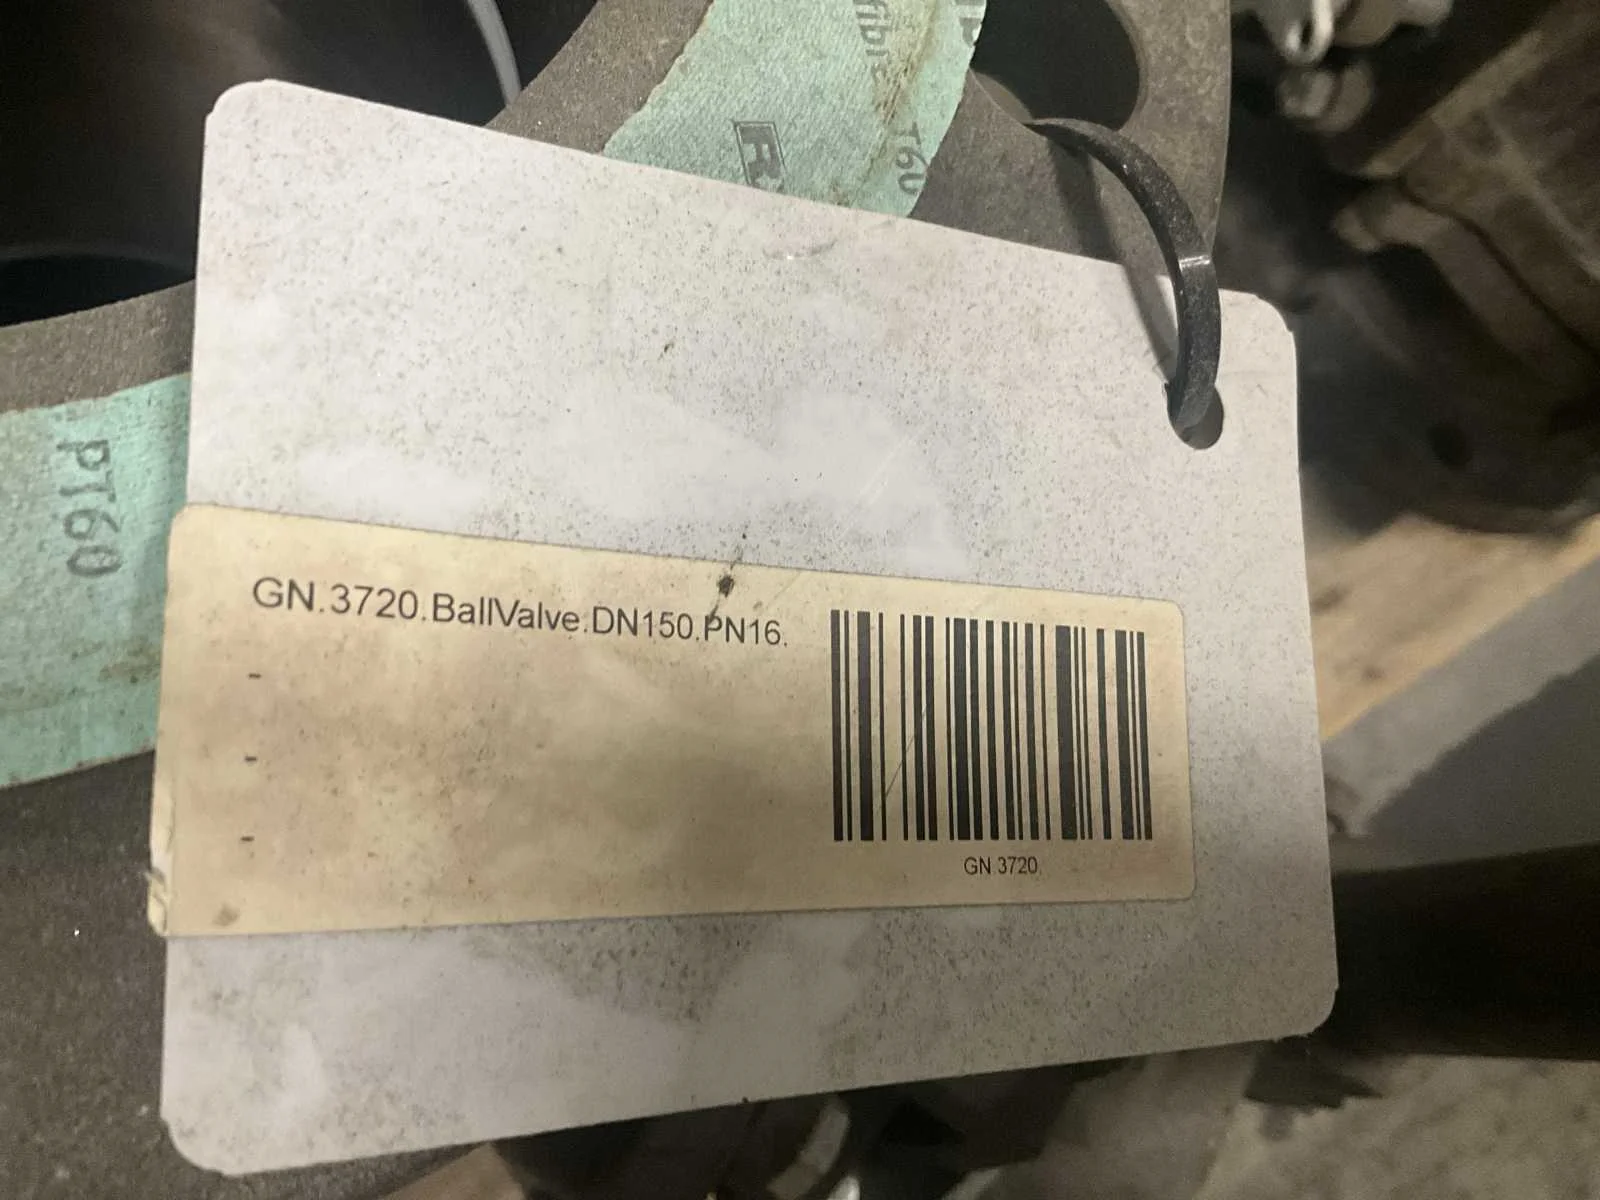 T60
PT60
GN.3720.BallValve.DN150.PN16.
-
-
-
GN.3720.